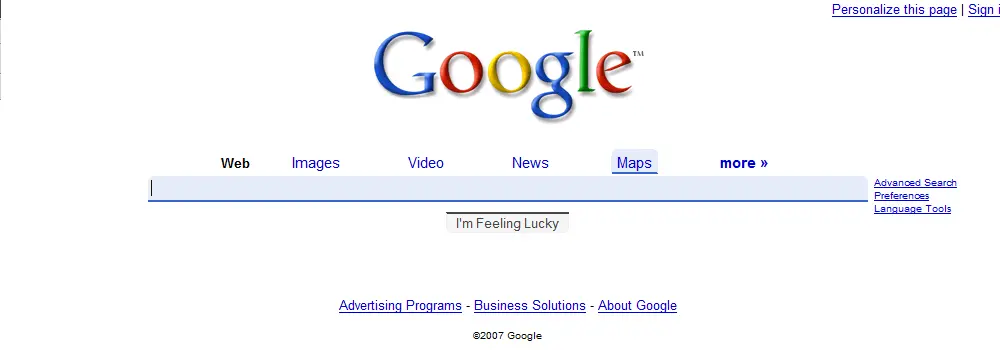 Personalize this page | Sign i
Google™
Web Images Video News Maps more »
Advanced Search
Preferences
Language Tools
I'm Feeling Lucky
Advertising Programs - Business Solutions - About Google
©2007 Google